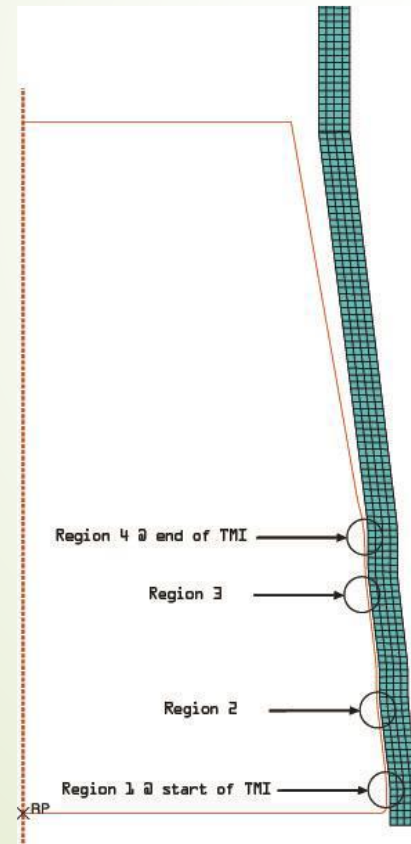 Region 4 @ end of TMI
Region 3
Region 2
Region 1 @ start of TMI
RP